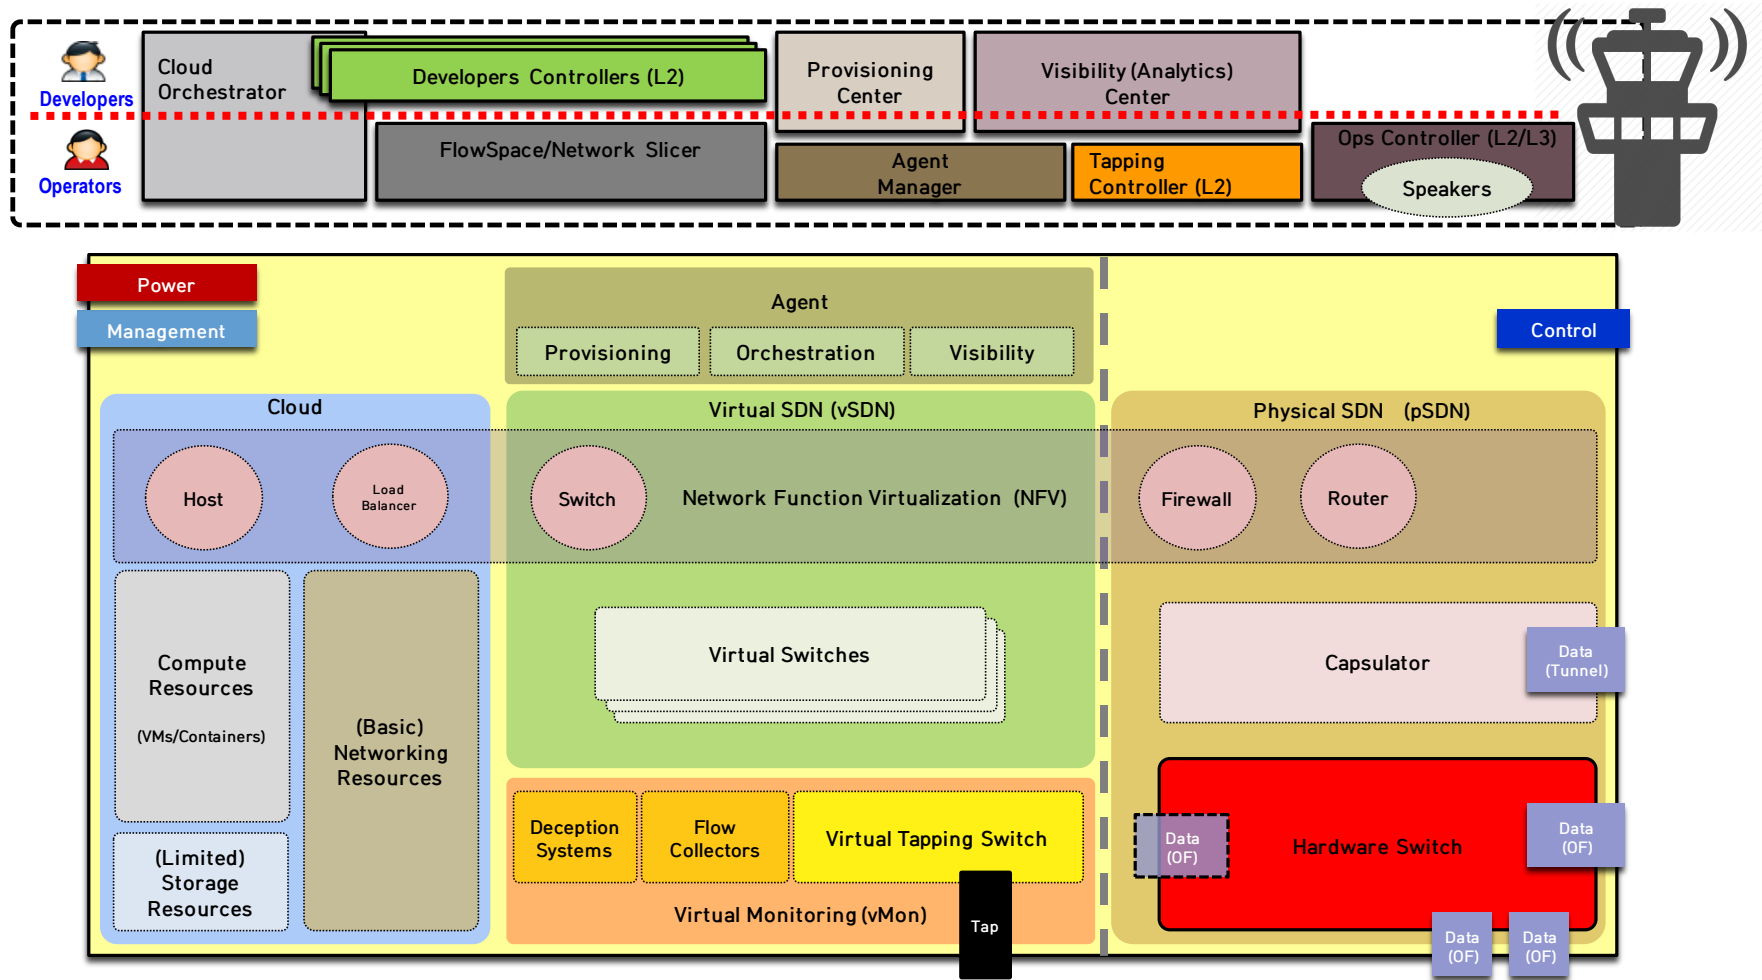 Developers
Operators
Cloud
Orchestrator
Developers Controllers (L2)
FlowSpace/Network Slicer
Provisioning
Center
Visibility (Analytics)
Center
Agent
Manager
Tapping
Controller (L2)
Ops Controller (L2/L3)
Speakers
Power
Management
Control
Agent
Provisioning
Orchestration
Visibility
Cloud
Virtual SDN (vSDN)
Physical SDN (pSDN)
Host
Load
Balancer
Switch
Network Function Virtualization (NFV)
Firewall
Router
Compute
Resources
(VMs/Containers)
(Basic)
Networking
Resources
(Limited)
Storage
Resources
Virtual Switches
Capsulator
Data
(Tunnel)
Deception
Systems
Flow
Collectors
Virtual Tapping Switch
Virtual Monitoring (vMon)
Tap
Data
(OF)
Hardware Switch
Data
(OF)
Data
(OF)
Data
(OF)